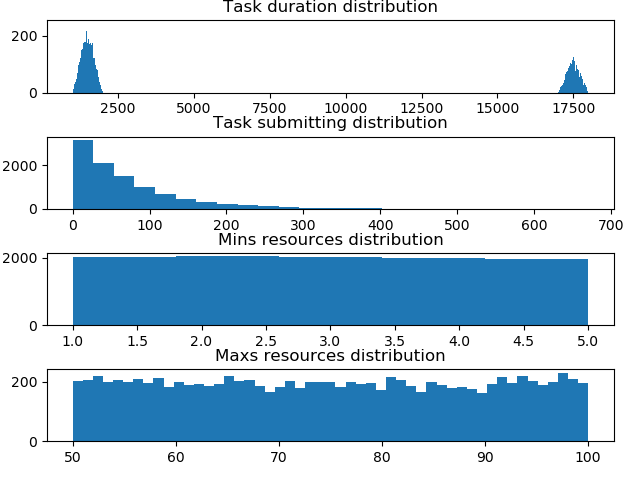 Task duration distribution
200
0
2500 5000 7500 10000 12500 15000 17500
Task submitting distribution
2000
0
0 100 200 300 400 500 600 700
Mins resources distribution
2000
0
1.0 1.5 2.0 2.5 3.0 3.5 4.0 4.5 5.0
Maxs resources distribution
200
0
50 60 70 80 90 100